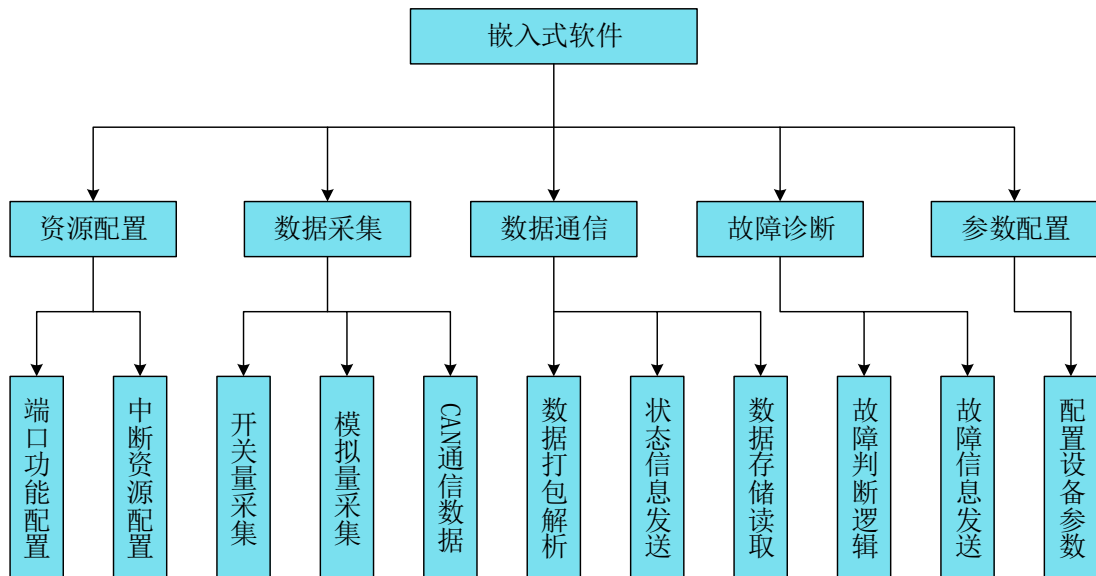 嵌入式软件
资源配置
数据采集
数据通信
故障诊断
参数配置
端口功能配置
中断资源配置
开关量采集
模拟量采集
CAN通信数据
数据打包解析
状态信息发送
数据存储读取
故障判断逻辑
故障信息发送
配置设备参数